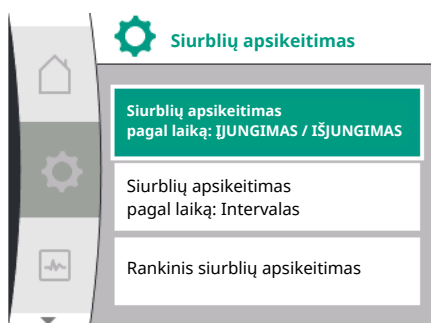 Siurblių apsikeitimas
Siurblių apsikeitimas
pagal laiką: ĮJUNGIMAS / IŠJUNGIMAS
Siurblių apsikeitimas
pagal laiką: Intervalas
Rankinis siurblių apsikeitimas